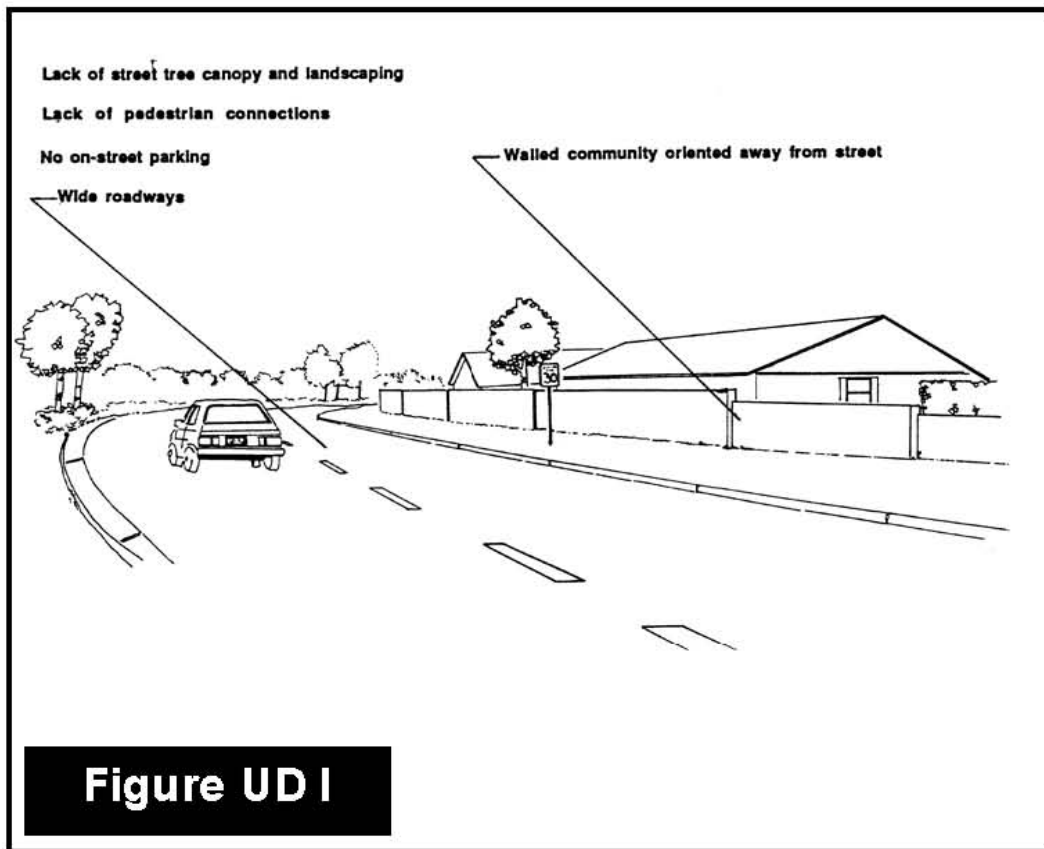 Lack of street tree canopy and landscaping
Lack of pedestrian connections
No on-street parking
Wide roadways
Walled community oriented away from street
30
Figure UD I